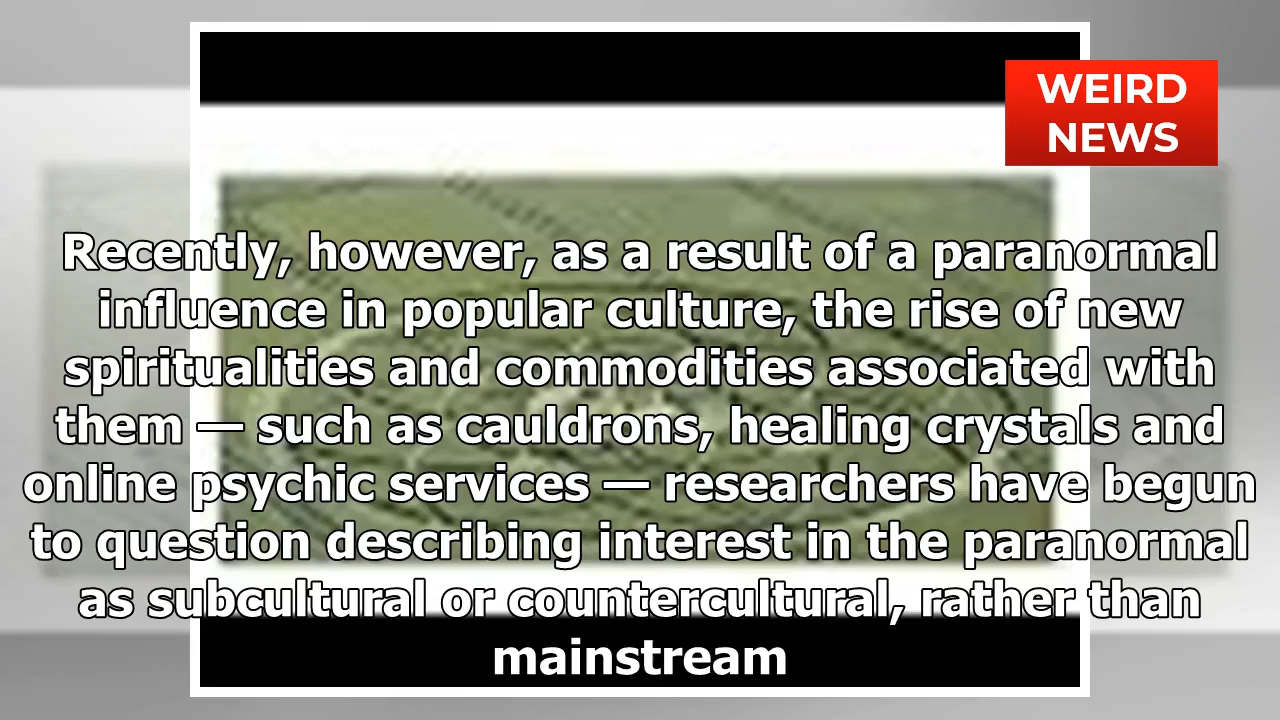 WEIRD
NEWS
Recently, however, as a result of a paranormal
influence in popular culture, the rise of new
spiritualities and commodities associated with
them — such as cauldrons, healing crystals and
online psychic services — researchers have begun
to question describing interest in the paranormal
as subcultural or countercultural, rather than
mainstream